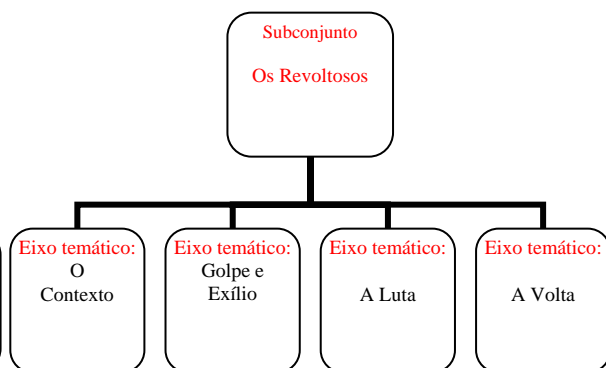 Subconjunto
Os Revoltosos
Eixo temático:
O
Contexto
Eixo temático:
Golpe e
Exílio
Eixo temático:
A Luta
Eixo temático:
A Volta